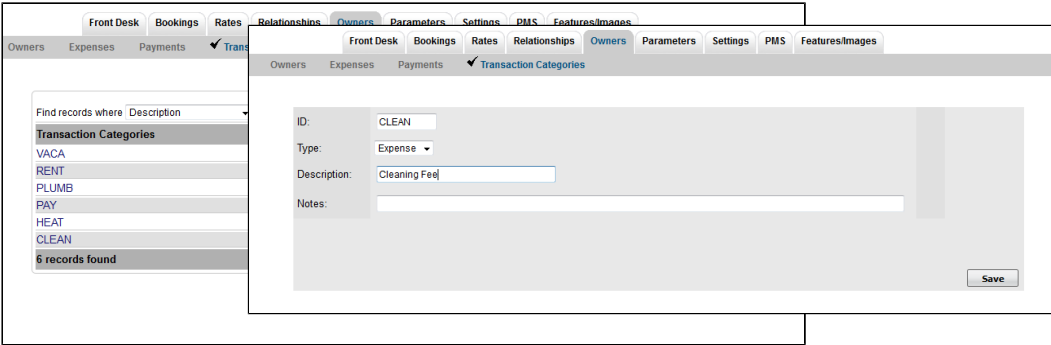 Front Desk Bookings Rates Relationships Owners Parameters Settings PMS Features/Images
Owners Expenses Payments Trans
Find records where Description
Transaction Categories
VACA
RENT
PLUMB
PAY
HEAT
CLEAN
6 records found
Front Desk Bookings Rates Relationships Owners Parameters Settings PMS Features/Images
Owners Expenses Payments Transaction Categories
ID: CLEAN
Type: Expense
Description: Cleaning Fee
Notes:
Save